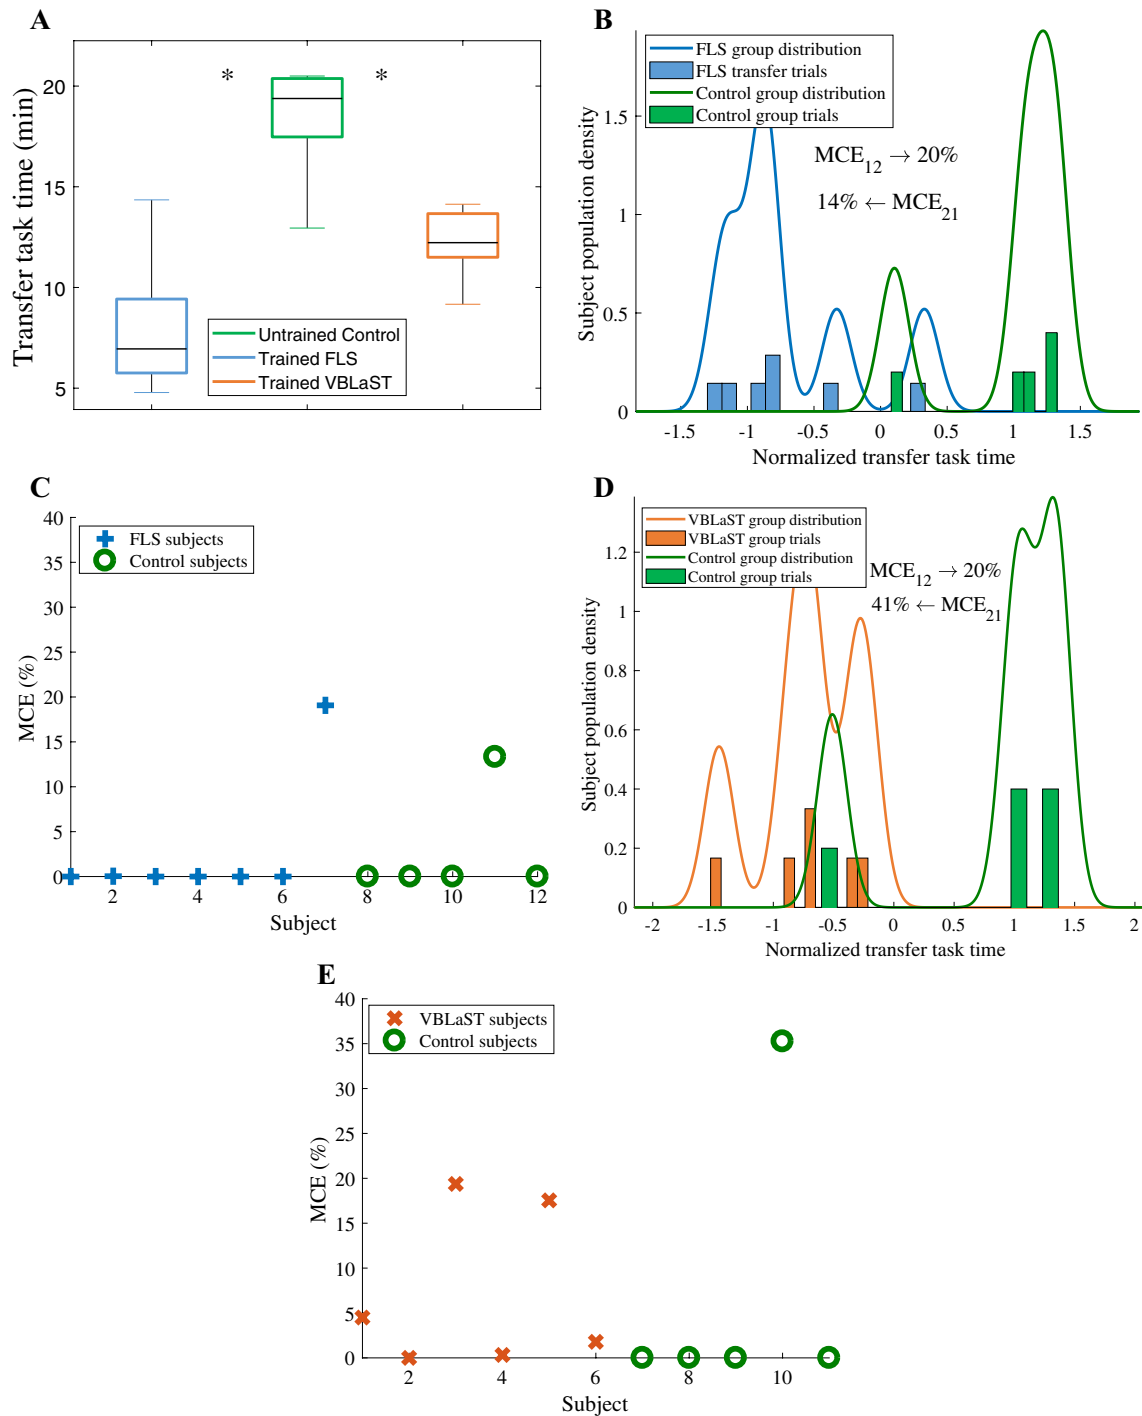 A
Transfer task time (min)
20
15
10
5
*
*
Untrained Control
Trained FLS
Trained VBLaST
B
Subject population density
1.5
1
0.5
0
FLS group distribution
FLS transfer trials
Control group distribution
Control group trials
MCE12 → 20%
14% ← MCE21
-1.5 -1 -0.5 0 0.5 1 1.5
Normalized transfer task time
C
MCE (%)
40
35
30
25
20
15
10
5
0
FLS subjects
Control subjects
2 4 6 8 10 12
Subject
D
Subject population density
1.2
1
0.8
0.6
0.4
0.2
0
VBLaST group distribution
VBLaST group trials
Control group distribution
Control group trials
MCE12 → 20%
41% ← MCE21
-2 -1.5 -1 -0.5 0 0.5 1 1.5 2
Normalized transfer task time
E
MCE (%)
40
35
30
25
20
15
10
5
0
VBLaST subjects
Control subjects
2 4 6 8 10
Subject